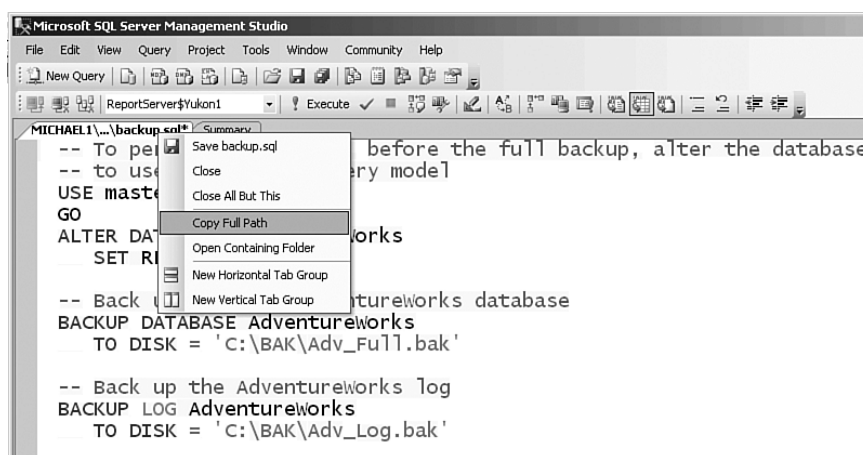 Microsoft SQL Server Management Studio
File Edit View Query Project Tools Window Community Help
New Query
ReportServer$Yukon1 Execute
MICHAEL1\...\backup.sql* Summary
-- To per before the full backup, alter the database
-- to use ery model
USE maste
GO
ALTER DAT orks
SET RE
-- Back u ntureWorks database
BACKUP DATABASE AdventureWorks
TO DISK = 'C:\BAK\Adv_Full.bak'
-- Back up the AdventureWorks log
BACKUP LOG AdventureWorks
TO DISK = 'C:\BAK\Adv_Log.bak'
Save backup.sql
Close
Close All But This
Copy Full Path
Open Containing Folder
New Horizontal Tab Group
New Vertical Tab Group